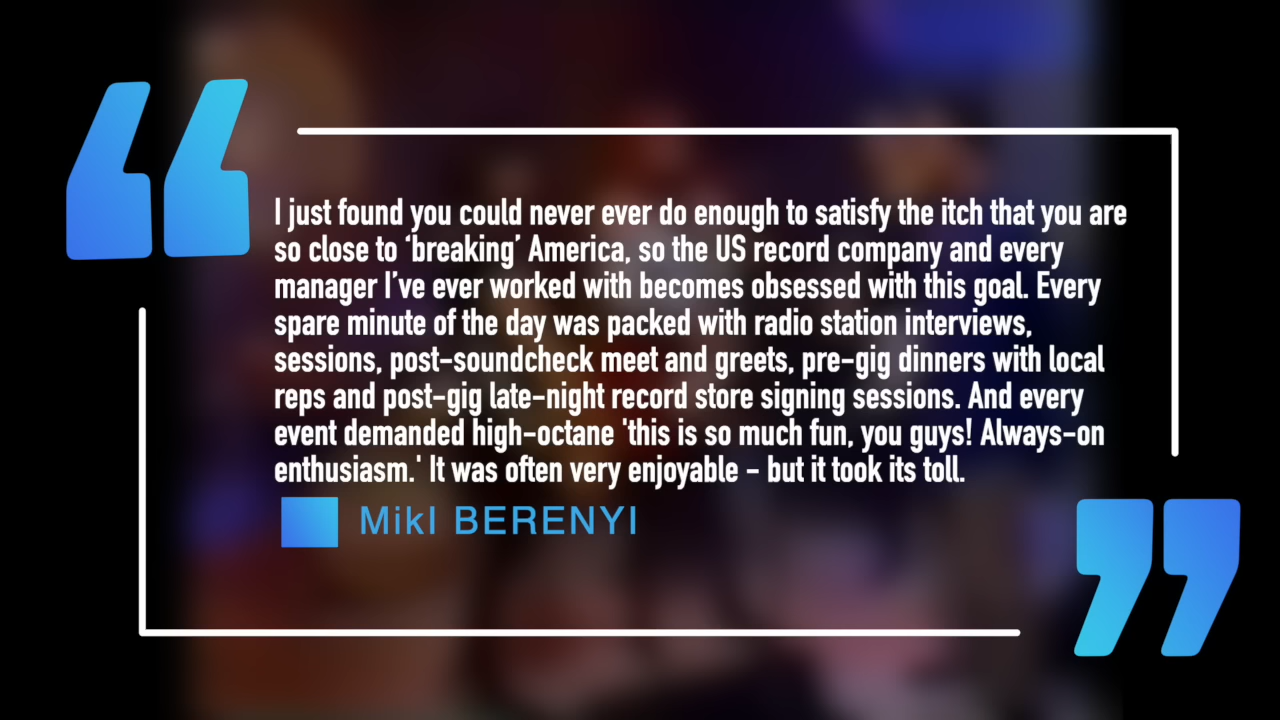 I just found you could never ever do enough to satisfy the itch that you are
so close to ‘breaking’ America, so the US record company and every
manager I’ve ever worked with becomes obsessed with this goal. Every
spare minute of the day was packed with radio station interviews,
sessions, post-soundcheck meet and greets, pre-gig dinners with local
reps and post-gig late-night record store signing sessions. And every
event demanded high-octane 'this is so much fun, you guys! Always-on
enthusiasm.' It was often very enjoyable - but it took its toll.
MikI BERENYI